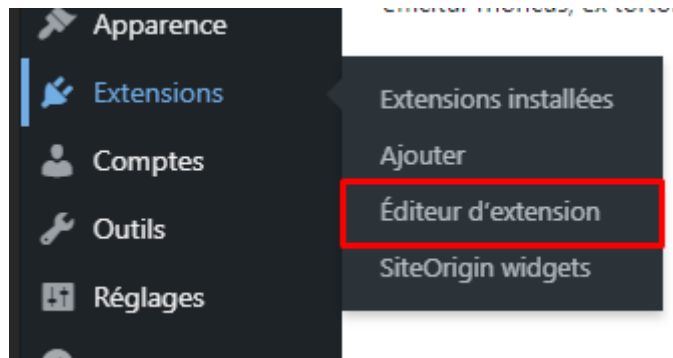 Apparence
Extensions
Comptes
Outils
Réglages
Extensions installées
Ajouter
Éditeur d’extension
SiteOrigin widgets